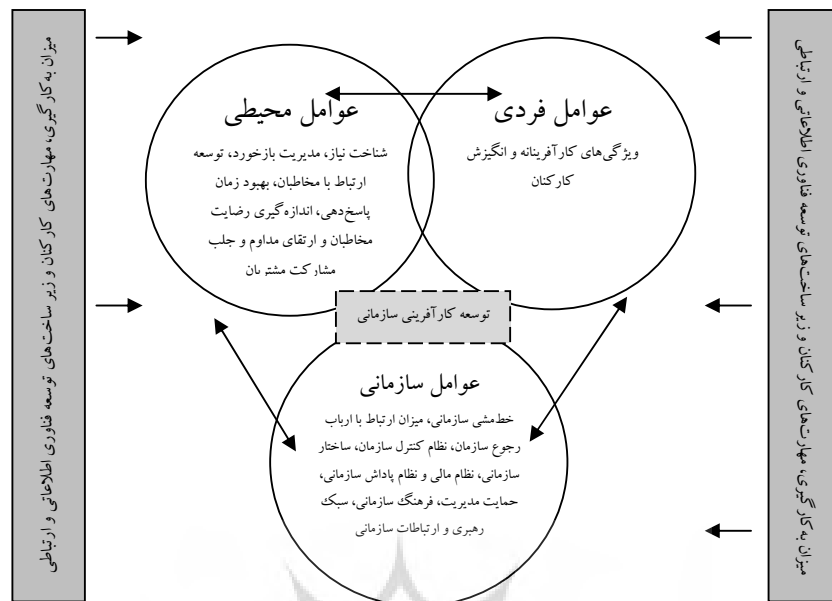 میزان به کار گیری، مهارت‌های کارکنان و زیر ساخت‌های توسعه فناوری اطلاعاتی و ارتباطی
عوامل فردی
ویژگی‌های کارآفرینانه و انگیزش
کارکنان
عوامل محیطی
شناخت نیاز، مدیریت بازخورد، توسعه
ارتباط با مخاطبان، بهبود زمان
پاسخ‌دهی، اندازه‌گیری رضایت
مخاطبان و ارتقای مداوم و جلب
مشارکت مشتریان
توسعه کارآفرینی سازمانی
عوامل سازمانی
خط‌مشی سازمانی، میزان ارتباط با ارباب
رجوع سازمان، نظام کنترل سازمان، ساختار
سازمانی، نظام مالی و نظام پاداش سازمانی،
حمایت مدیریت، فرهنگ سازمانی، سبک
رهبری و ارتباطات سازمانی
میزان به کار گیری، مهارت‌های کارکنان و زیر ساخت‌های توسعه فناوری اطلاعاتی و ارتباطی